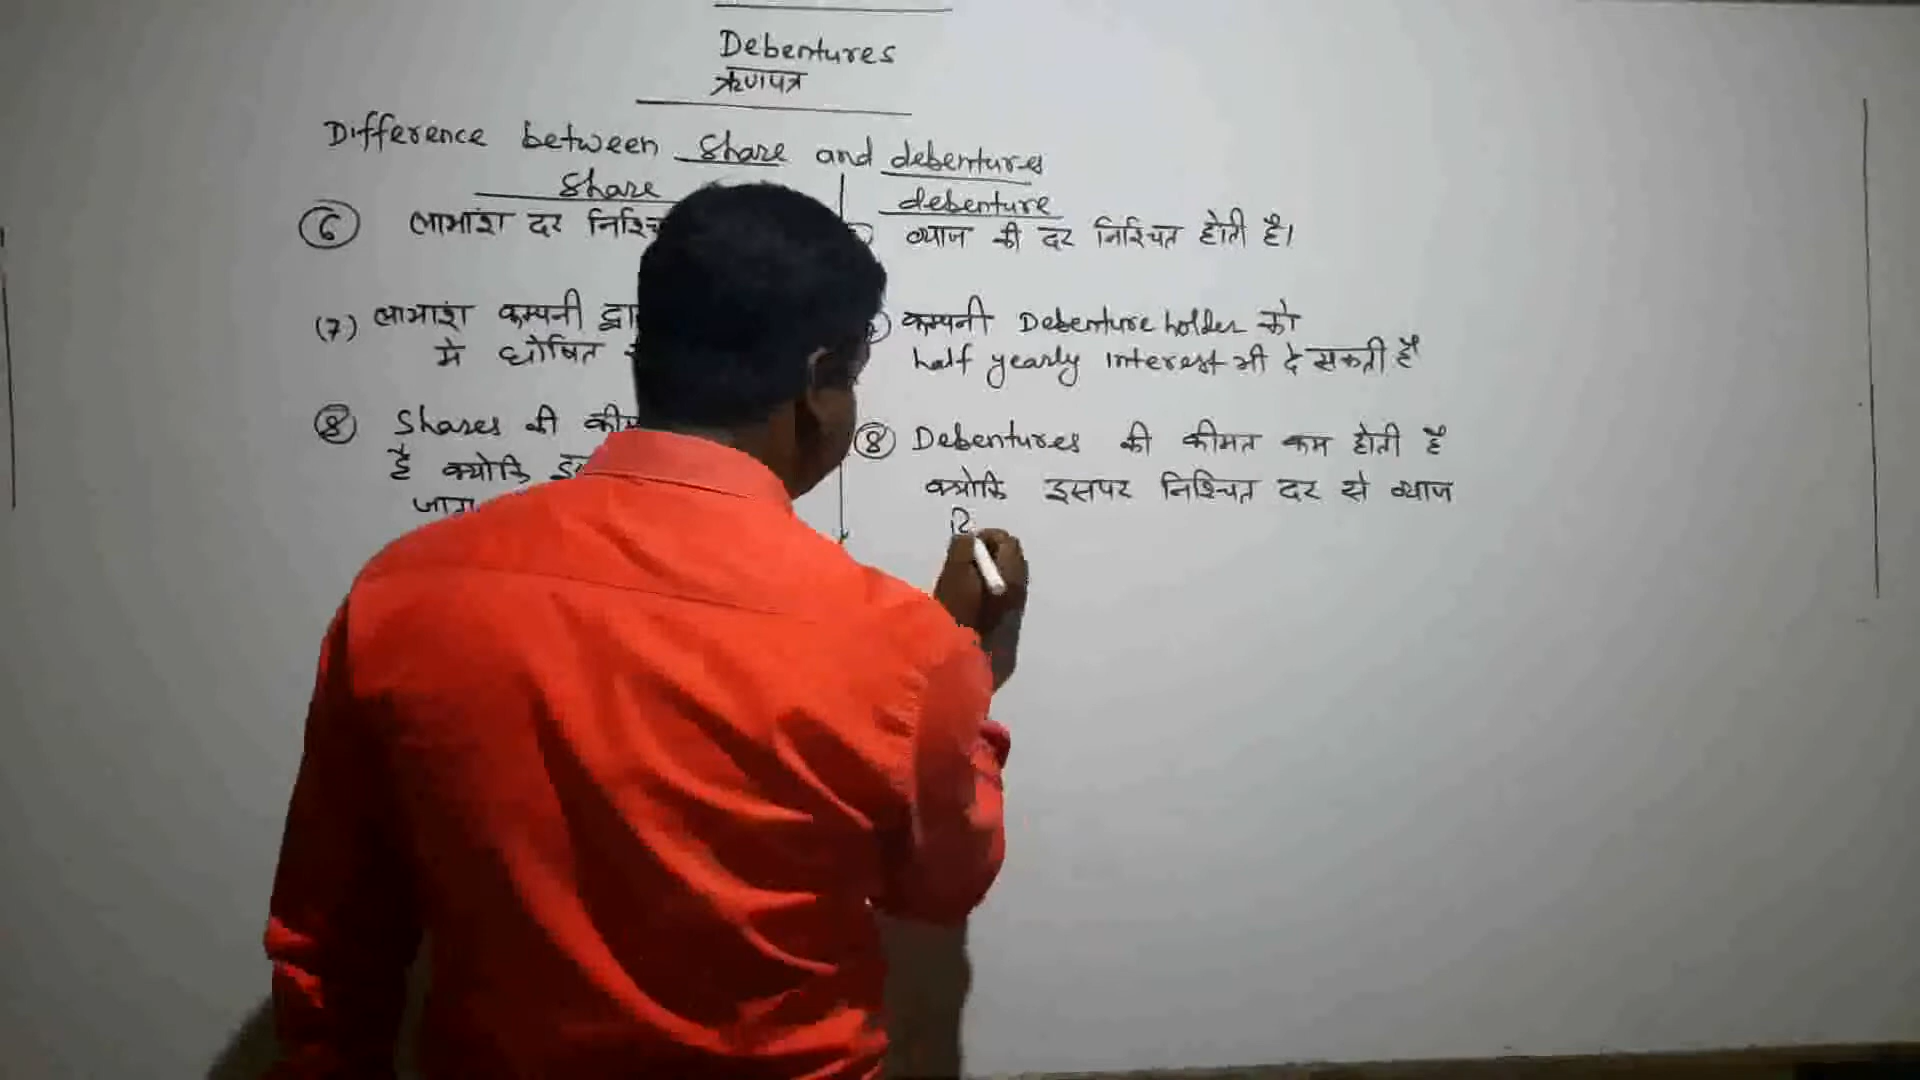 Debentures
ऋणपत्र
Difference between Share and debentures
Share
debenture
6 लाभांश दर
ब्याज की दर निश्चित होती है।
(7) लाभांश कम्पनी
मे घोषित
कम्पनी Debenture holder को
half yearly interest भी दे सकती है
8 Shares की
है क्योकि
8 Debentures की कीमत कम होती है
क्योकि इसपर निश्चित दर से ब्याज